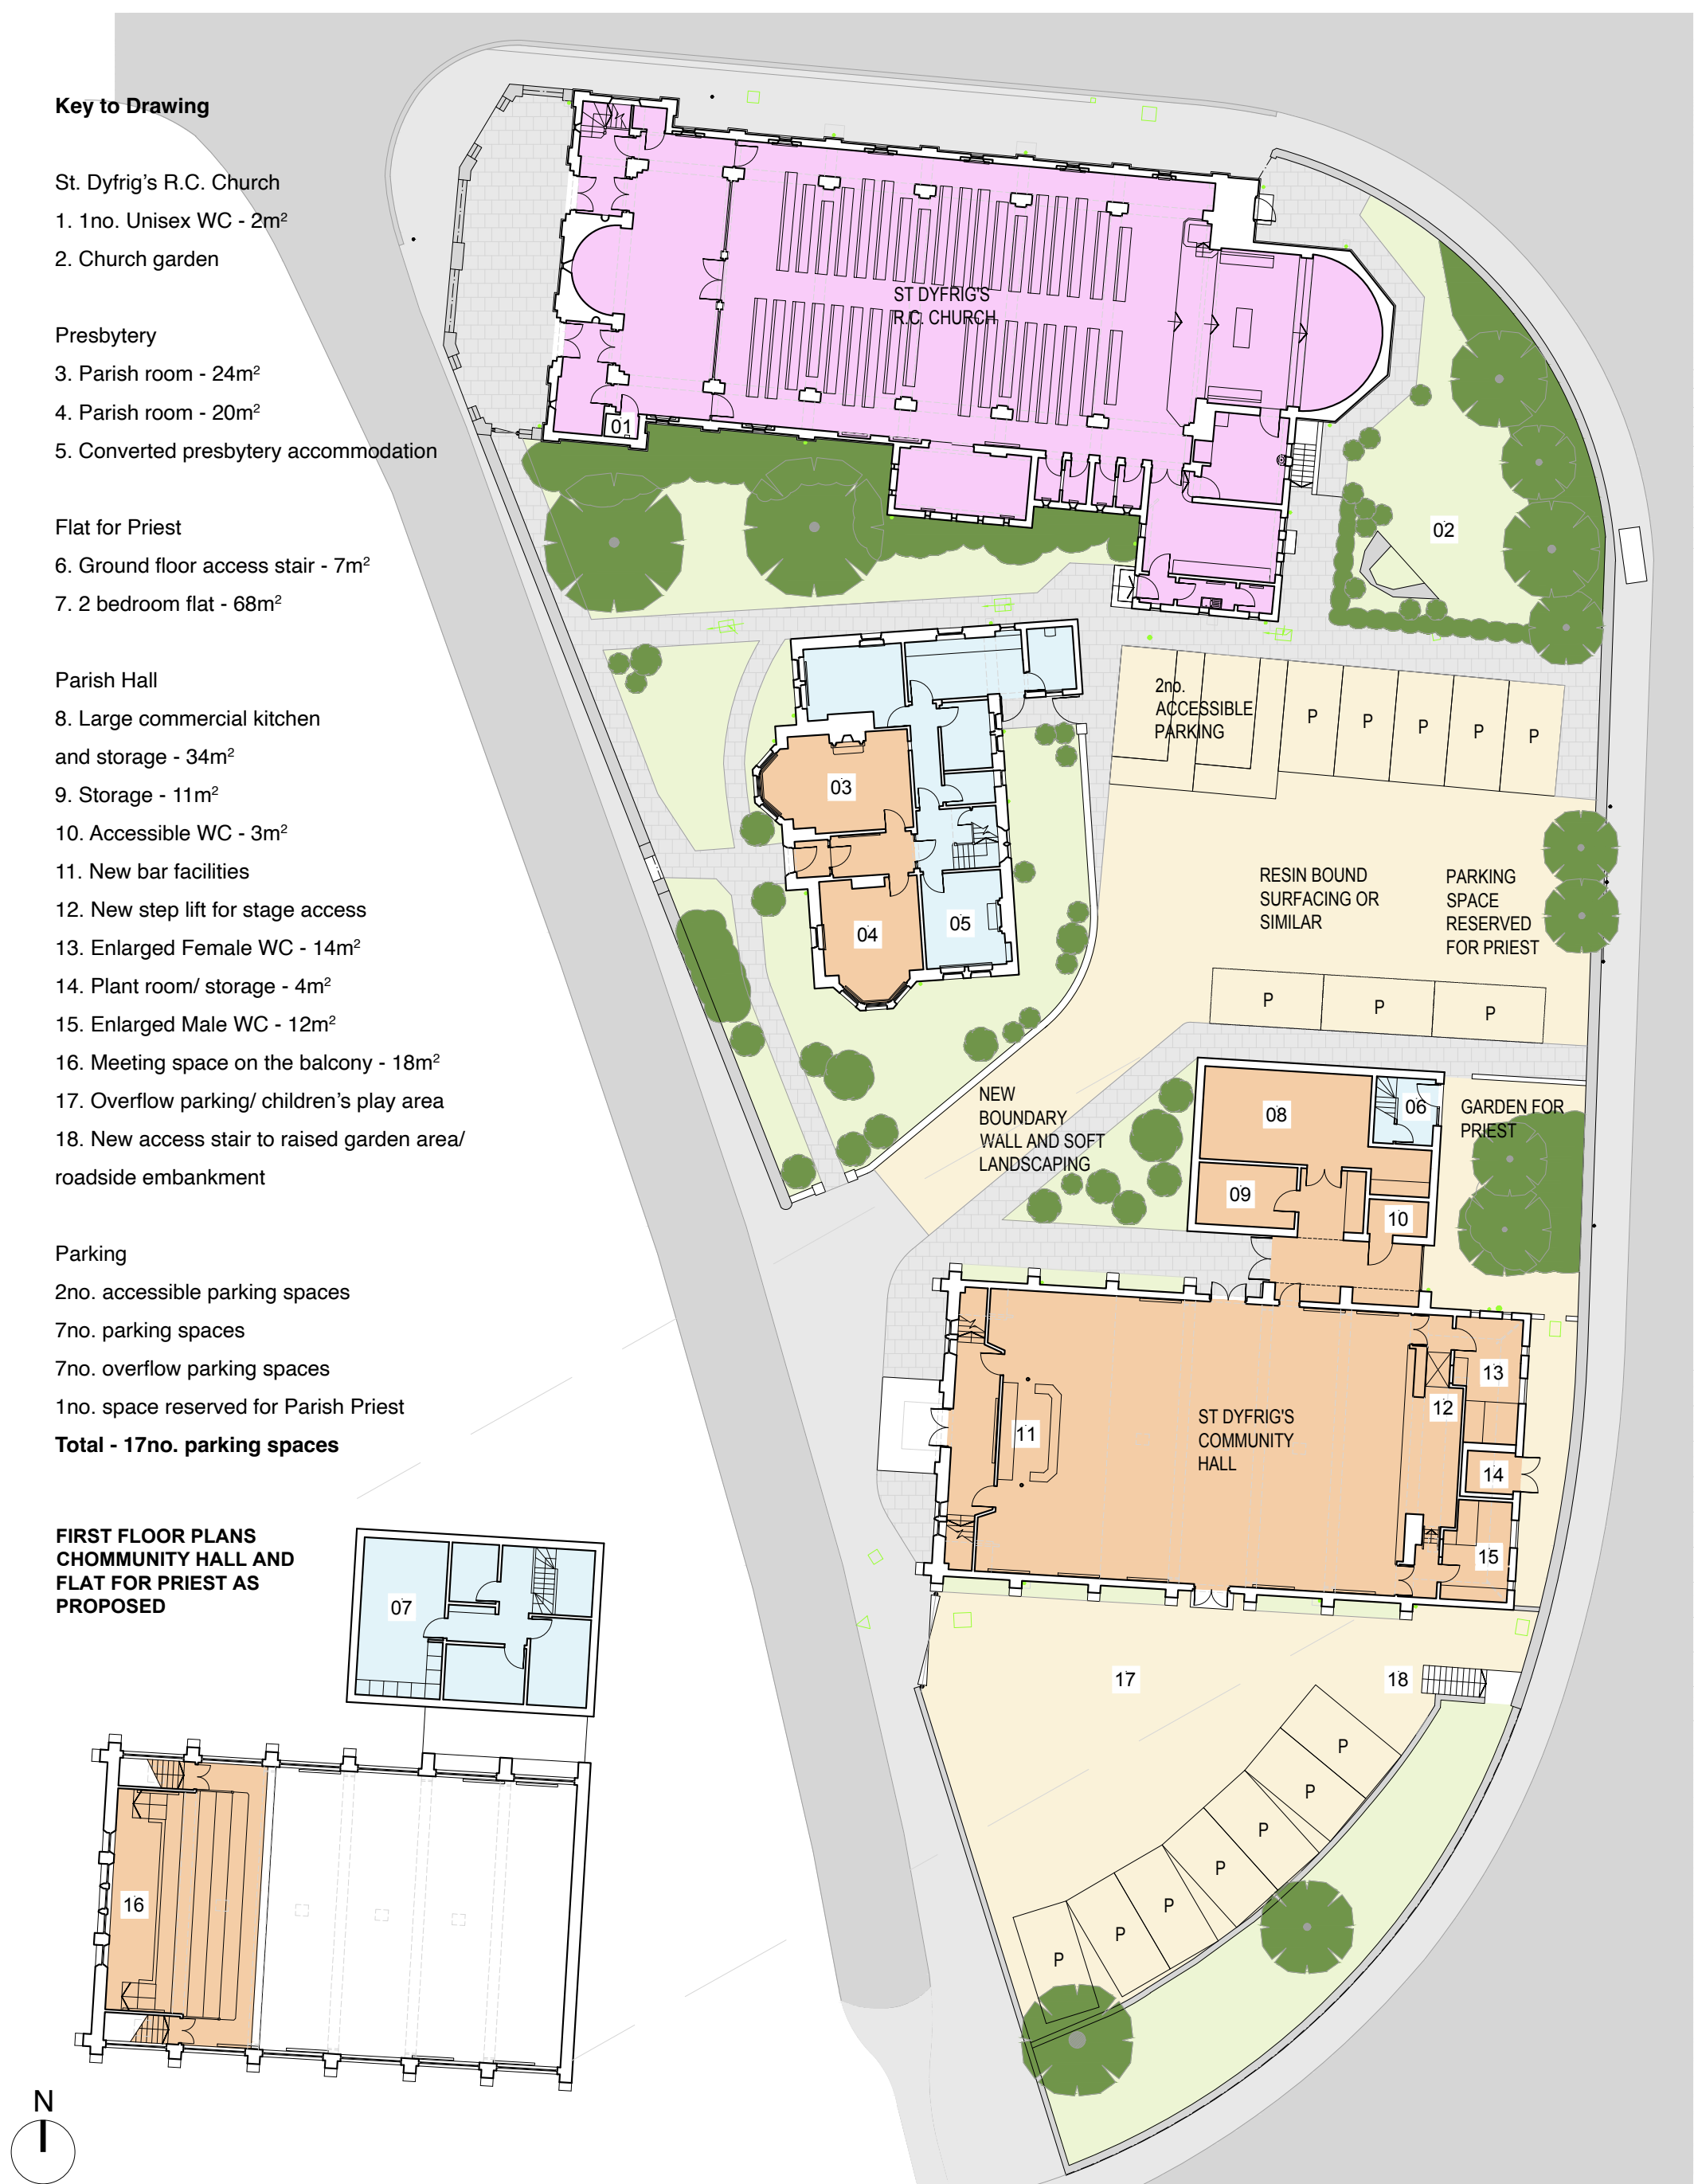 Key to Drawing
St. Dyfrig's R.C. Church
1. 1no. Unisex WC - 2m²
2. Church garden
Presbytery
3. Parish room - 24m²
4. Parish room - 20m²
5. Converted presbytery accommodation
Flat for Priest
6. Ground floor access stair - 7m²
7. 2 bedroom flat - 68m²
Parish Hall
8. Large commercial kitchen
and storage - 34m²
9. Storage - 11m²
10. Accessible WC - 3m²
11. New bar facilities
12. New step lift for stage access
13. Enlarged Female WC - 14m²
14. Plant room/ storage - 4m²
15. Enlarged Male WC - 12m²
16. Meeting space on the balcony - 18m²
17. Overflow parking/ children's play area
18. New access stair to raised garden area/
roadside embankment
Parking
2no. accessible parking spaces
7no. parking spaces
7no. overflow parking spaces
1no. space reserved for Parish Priest
Total - 17no. parking spaces
FIRST FLOOR PLANS
CHOMMUNITY HALL AND
FLAT FOR PRIEST AS
PROPOSED
07
16
N
ST DYFRIG'S
R.C. CHURCH
01
02
2no.
ACCESSIBLE
PARKING
P
P
P
P
P
03
04
05
RESIN BOUND
SURFACING OR
SIMILAR
PARKING
SPACE
RESERVED
FOR PRIEST
P
P
P
NEW
BOUNDARY
WALL AND SOFT
LANDSCAPING
08
06
GARDEN FOR
PRIEST
09
10
11
ST DYFRIG'S
COMMUNITY
HALL
12
13
14
15
17
18
P
P
P
P
P
P
P